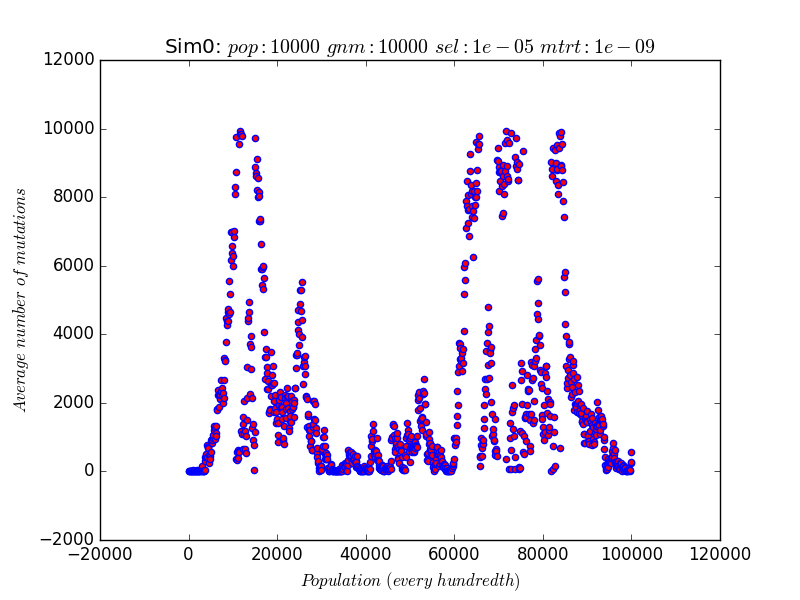 Sim0: pop : 10000 gnm : 10000 sel : 1e − 05 mtrt : 1e − 09
12000
10000
8000
6000
4000
2000
0
−2000
Average number of mutations
−20000 0 20000 40000 60000 80000 100000 120000
Population (every hundredth)